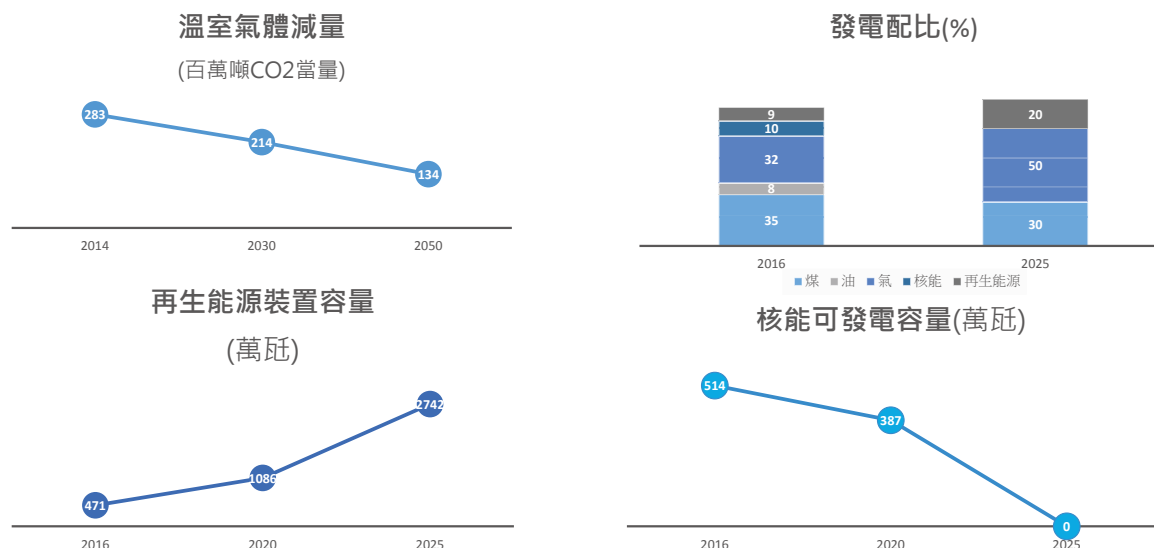 溫室氣體減量
(百萬噸CO2當量)
283
214
134
2014 2030 2050
發電配比(%)
9
10
32
8
35
20
50
30
2016 2025
煤 油 氣 核能 再生能源
再生能源裝置容量
(萬瓩)
2742
1086
471
2016 2020 2025
核能可發電容量(萬瓩)
514
387
0
2016 2020 2025